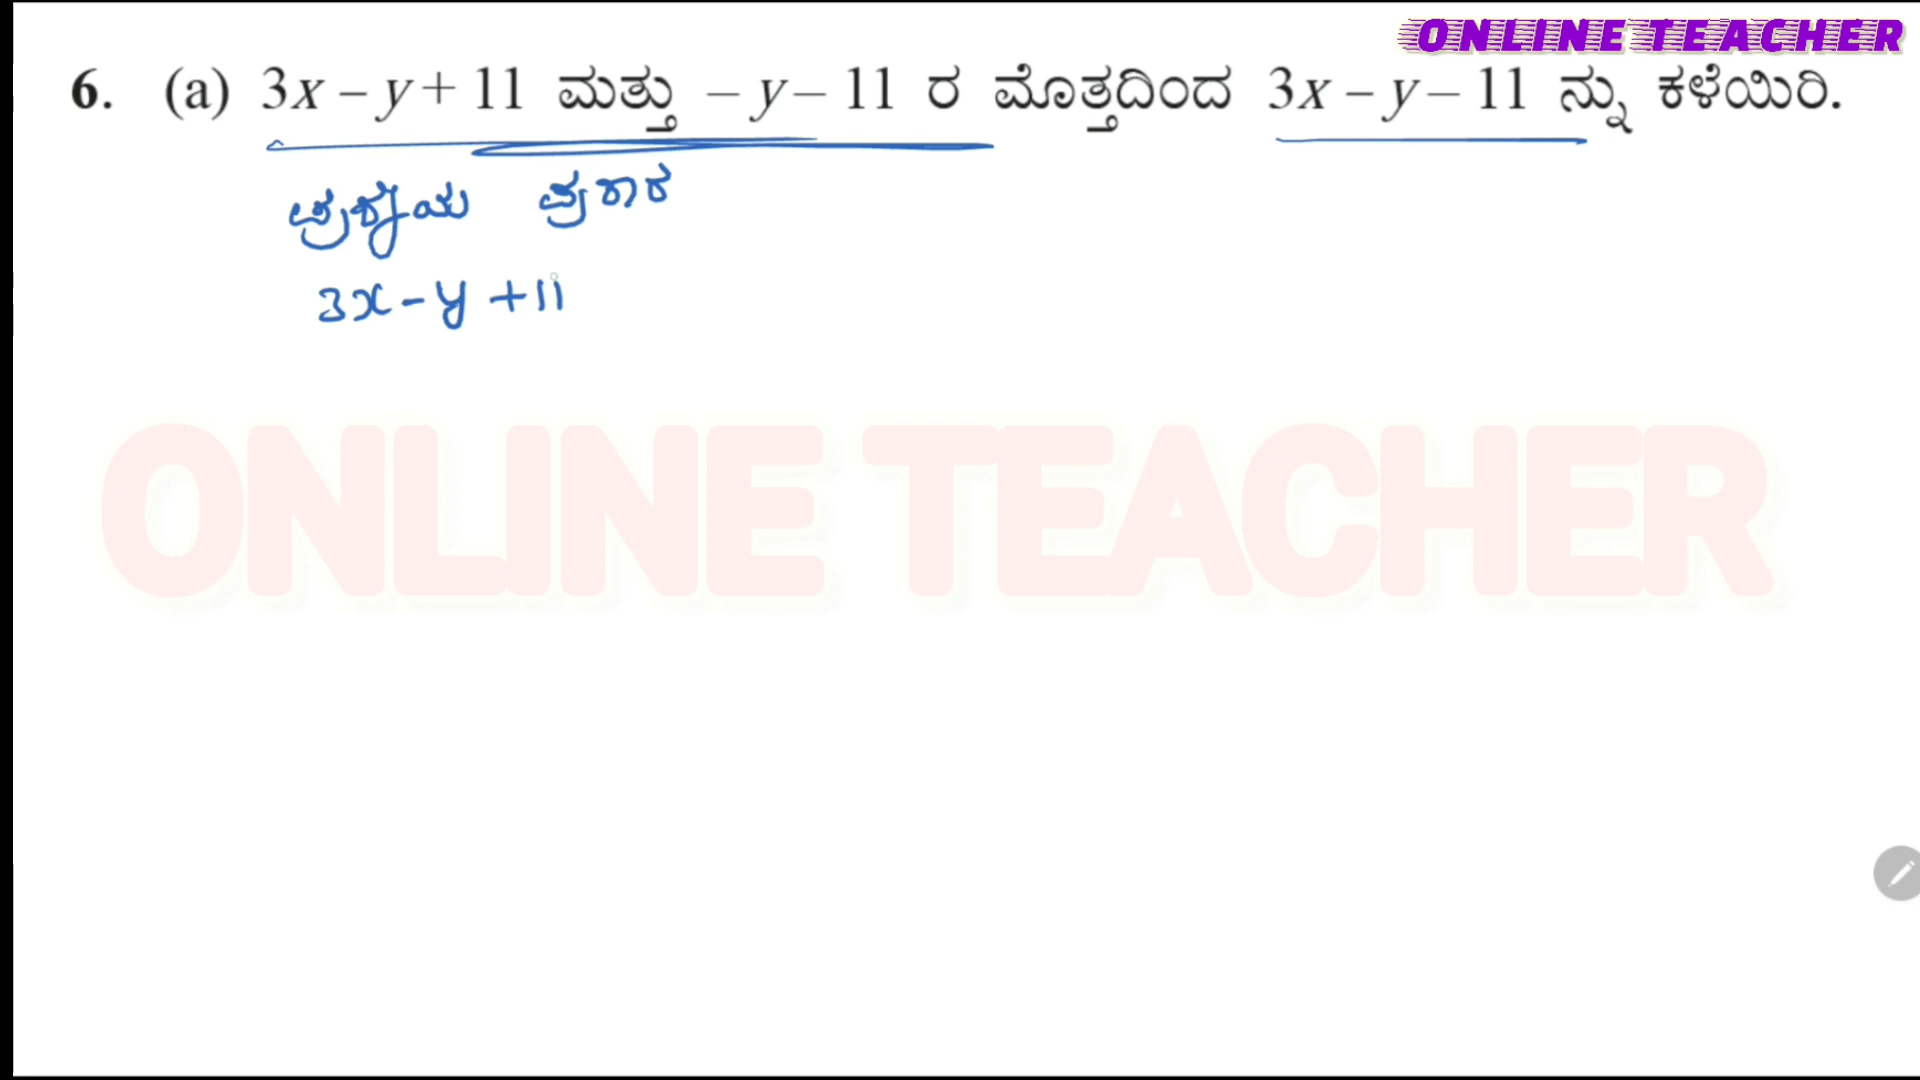 ONLINE TEACHER
6. (a) 3x – y + 11 ಮತ್ತು – y – 11 ರ ಮೊತ್ತದಿಂದ 3x – y – 11 ನ್ನು ಕಳೆಯಿರಿ.
ಪ್ರಶ್ನೆಯ ಪ್ರಕಾರ
3x - y + 11
ONLINE TEACHER